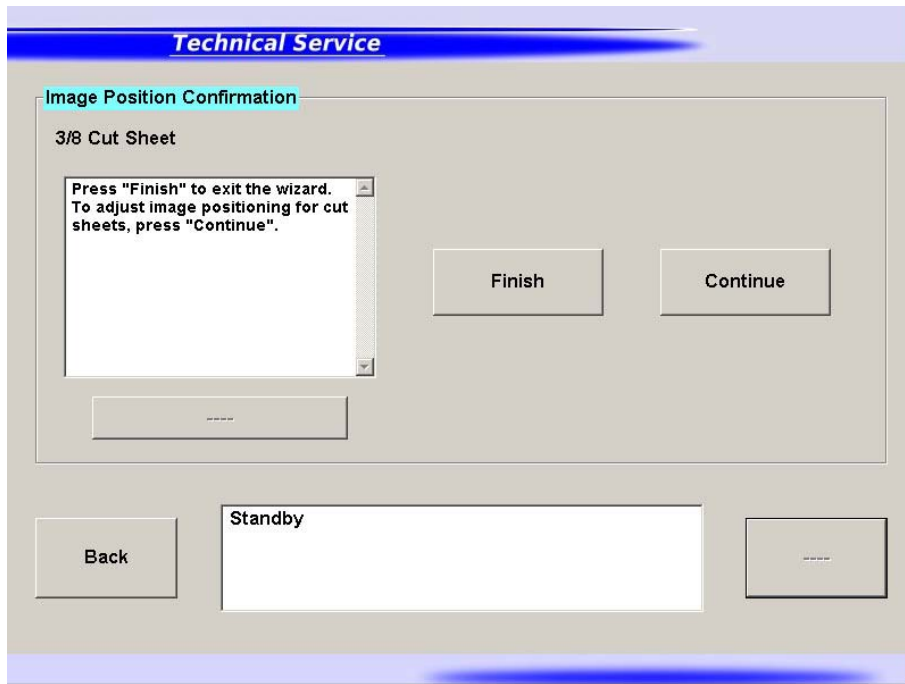 Technical Service
Image Position Confirmation
3/8 Cut Sheet
Press "Finish" to exit the wizard.
To adjust image positioning for cut
sheets, press "Continue".
Finish
Continue
----
Back
Standby
----